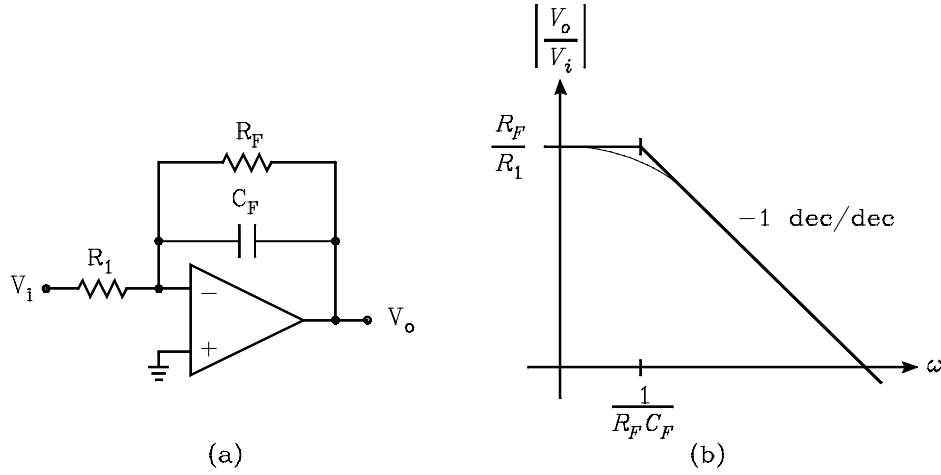 R_F
C_F
R_1
V_i
−
+
V_o
(a)
|V_o/V_i|
R_F/R_1
−1 dec/dec
ω
1/R_F C_F
(b)